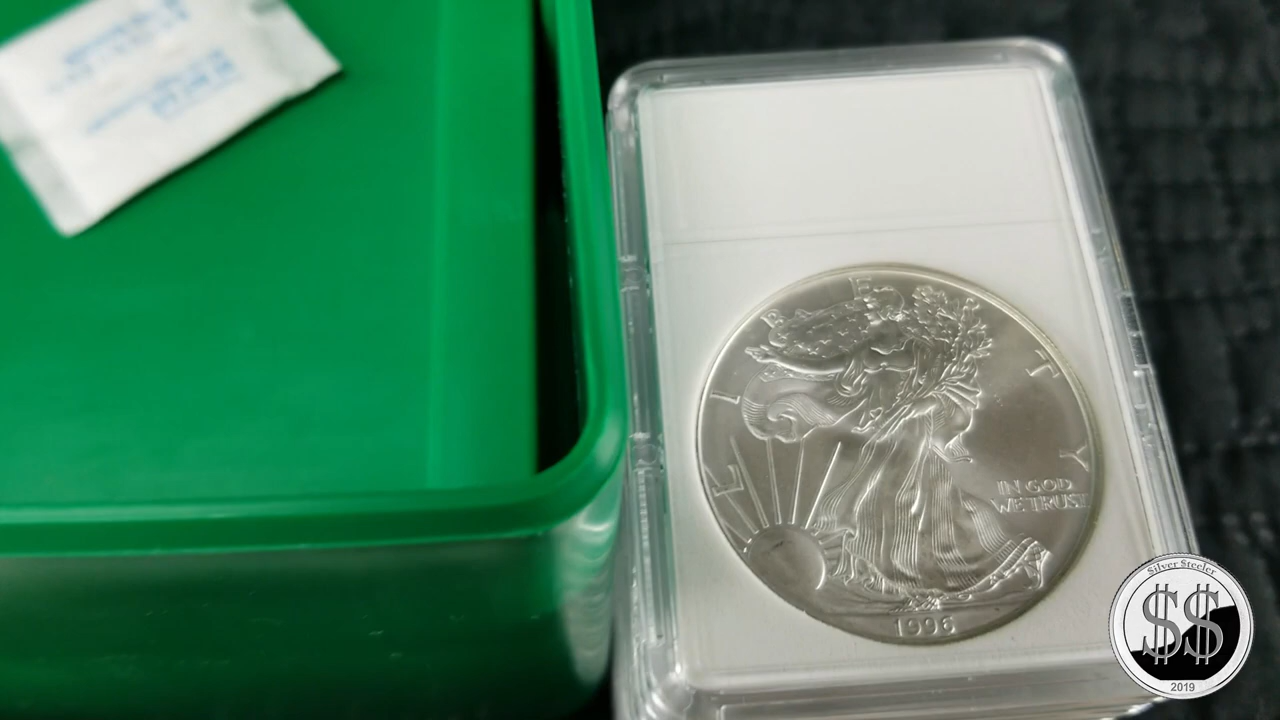 LIBERTY
IN GOD
WE TRUST
1996
Silver Steeler
$$
2019